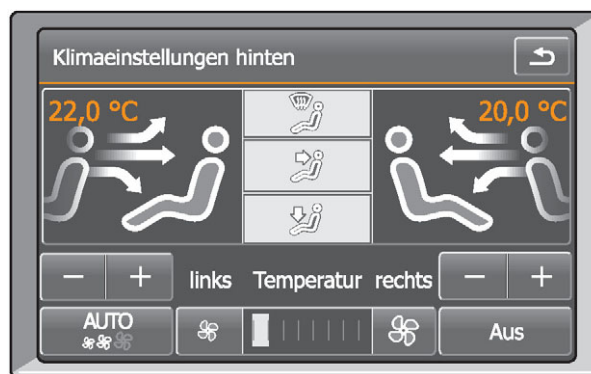 Klimaeinstellungen hinten
22,0 °C
20,0 °C
− + links Temperatur rechts − +
AUTO
Aus